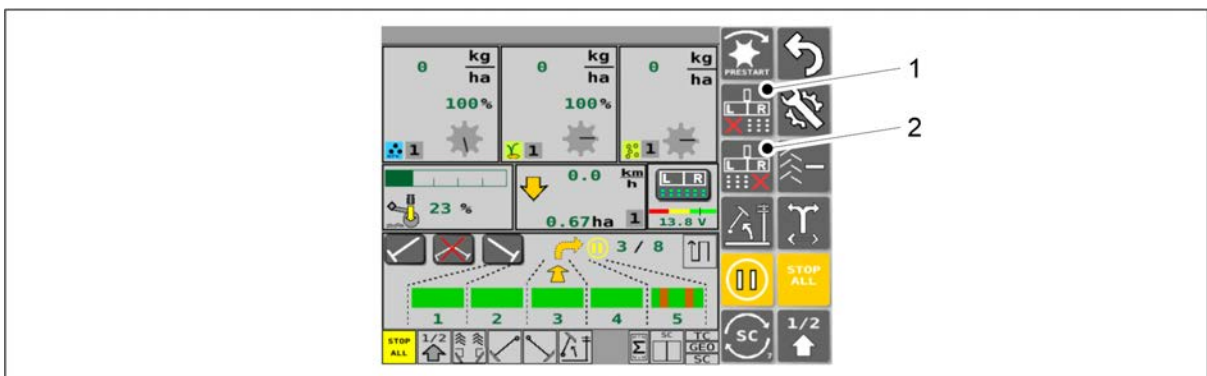 0 kg/ha
100%
1
0 kg/ha
100%
1
0 kg/ha
1
23 %
0.0 km/h
0.67ha 1
L R
13.8 V
3 / 8
1 2 3 4 5
STOP ALL
1/2
Σ
SC
TC
GEO
SC
PRESTART
L R
L R
STOP
ALL
SC
7
1/2
1
2